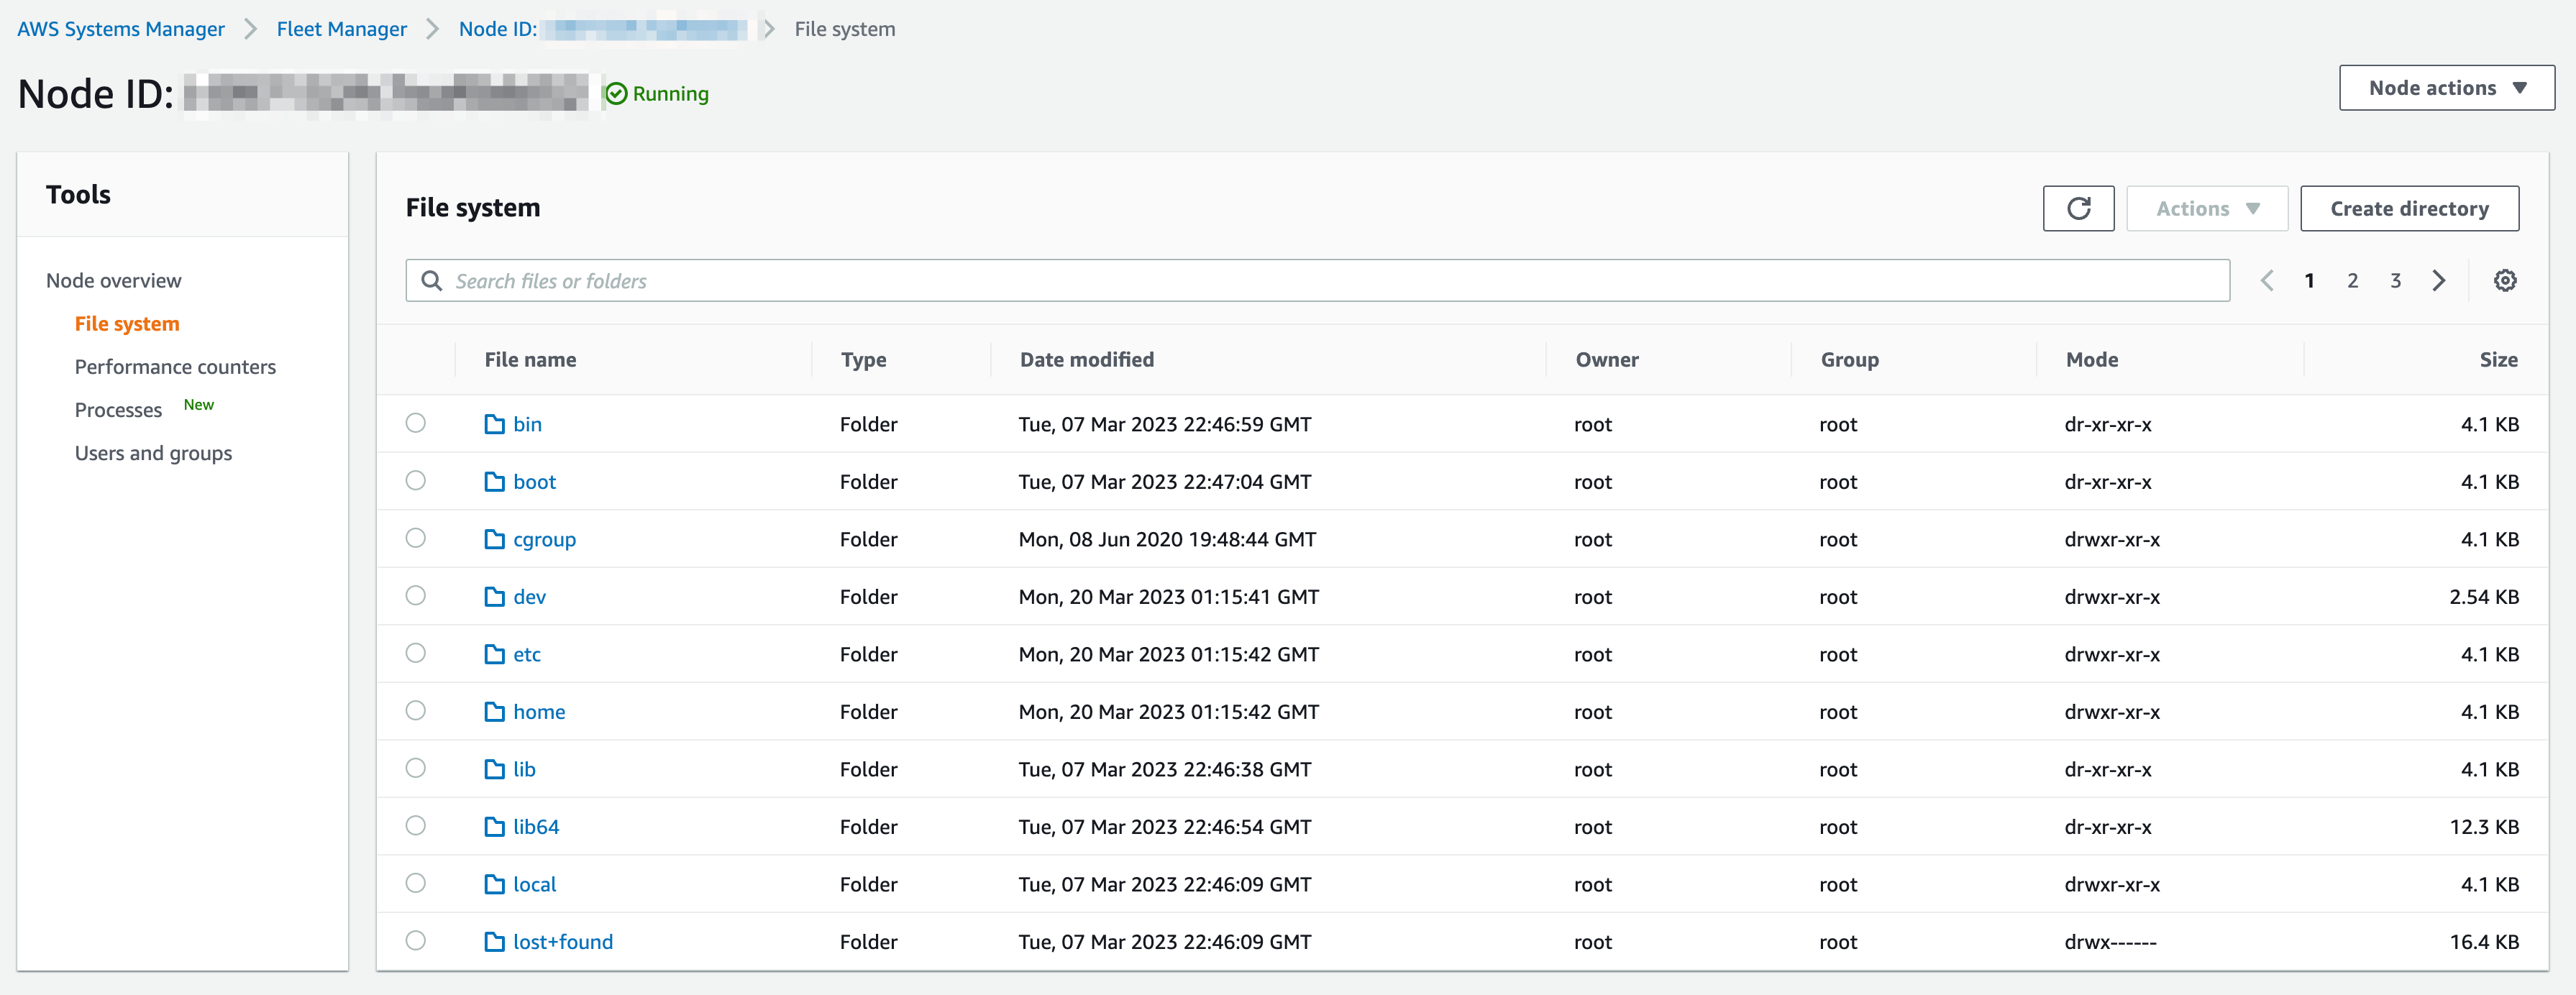 AWS Systems Manager > Fleet Manager > Node ID: > File system
Node ID: Running
Node actions
Tools
Node overview
File system
Performance counters
Processes New
Users and groups
File system
Actions
Create directory
Search files or folders
1 2 3
File name Type Date modified Owner Group Mode Size
bin Folder Tue, 07 Mar 2023 22:46:59 GMT root root dr-xr-xr-x 4.1 KB
boot Folder Tue, 07 Mar 2023 22:47:04 GMT root root dr-xr-xr-x 4.1 KB
cgroup Folder Mon, 08 Jun 2020 19:48:44 GMT root root drwxr-xr-x 4.1 KB
dev Folder Mon, 20 Mar 2023 01:15:41 GMT root root drwxr-xr-x 2.54 KB
etc Folder Mon, 20 Mar 2023 01:15:42 GMT root root drwxr-xr-x 4.1 KB
home Folder Mon, 20 Mar 2023 01:15:42 GMT root root drwxr-xr-x 4.1 KB
lib Folder Tue, 07 Mar 2023 22:46:38 GMT root root dr-xr-xr-x 4.1 KB
lib64 Folder Tue, 07 Mar 2023 22:46:54 GMT root root dr-xr-xr-x 12.3 KB
local Folder Tue, 07 Mar 2023 22:46:09 GMT root root drwxr-xr-x 4.1 KB
lost+found Folder Tue, 07 Mar 2023 22:46:09 GMT root root drwx------ 16.4 KB